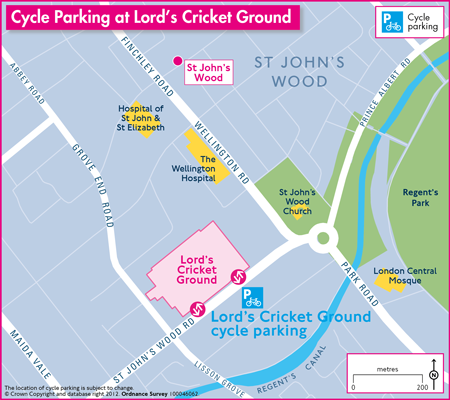 Cycle Parking at Lord's Cricket Ground
P
Cycle
parking
ABBEY ROAD
FINCHLEY ROAD
St John's
Wood
ST JOHN'S
WOOD
PRINCE ALBERT RD
Hospital of
St John &
St Elizabeth
GROVE END ROAD
WELLINGTON RD
The
Wellington
Hospital
St John's
Wood
Church
Regent's
Park
Lord's
Cricket
Ground
PARK ROAD
London Central
Mosque
P
Lord's Cricket Ground
cycle parking
MAIDA VALE
ST JOHN'S WOOD RD
LISSON GROVE
REGENT'S CANAL
metres
0
200
N
The location of cycle parking is subject to change.
© Crown Copyright and database right 2012. Ordnance Survey 100046062